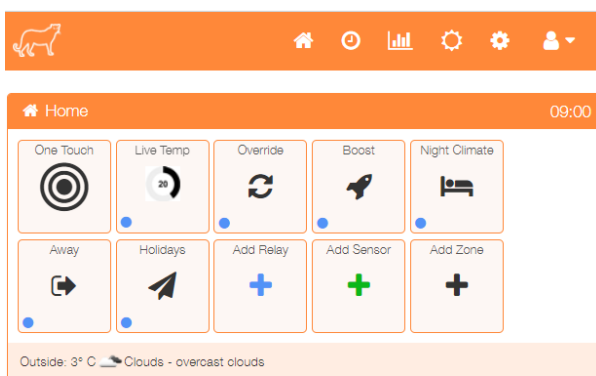 Home 09:00
One Touch Live Temp Override Boost Night Climate
20
Away Holidays Add Relay Add Sensor Add Zone
Outside: 3° C Clouds - overcast clouds